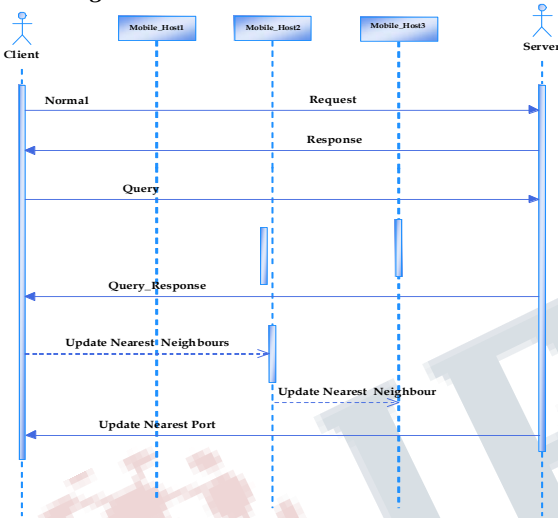 Mobile_Host1 Mobile_Host2 Mobile_Host3
Client Server
Normal Request
Response
Query
Query_Response
Update Nearest Neighbours
Update Nearest Neighbour
Update Nearest Port